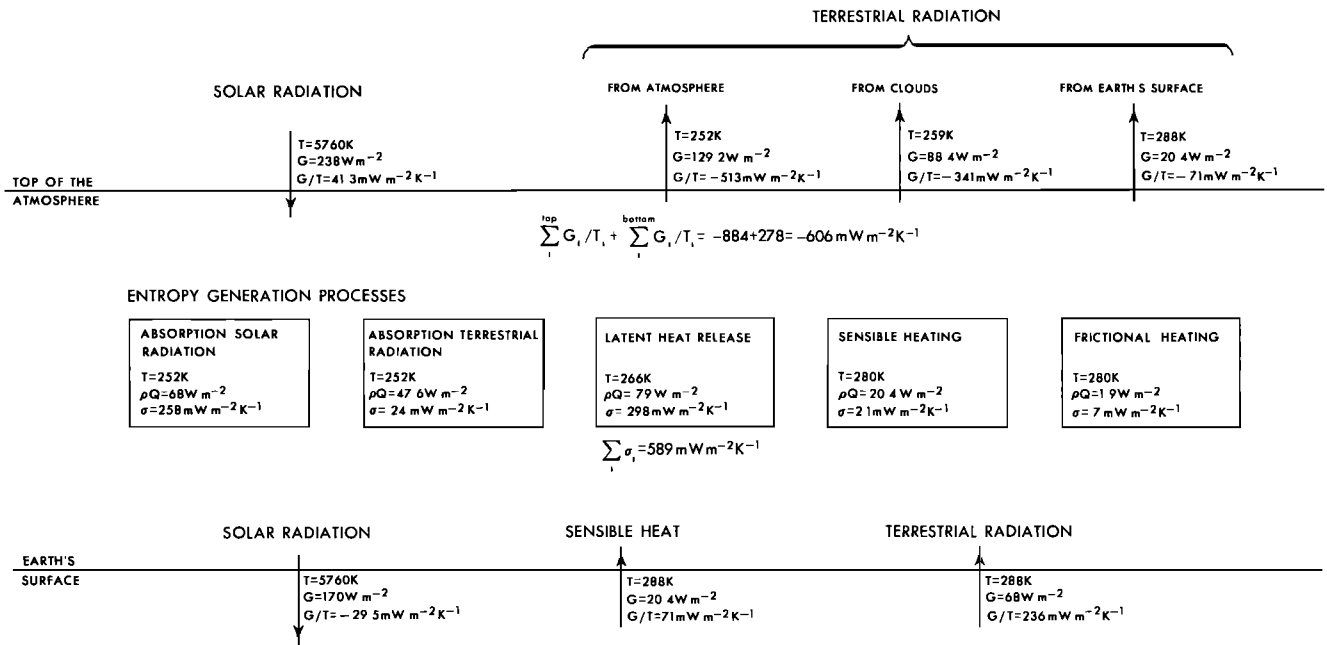 TERRESTRIAL RADIATION
SOLAR RADIATION
T=5760K
G=238W m−2
G/T=41 3mW m−2 K−1
FROM ATMOSPHERE
T=252K
G=129 2W m−2
G/T= −513mW m−2K−1
FROM CLOUDS
T=259K
G=88 4W m−2
G/T= −341mW m−2K−1
FROM EARTH S SURFACE
T=288K
G=20 4W m−2
G/T= −71mW m−2K−1
TOP OF THE
ATMOSPHERE
top bottom
∑ G, /T, + ∑ G, /T, = −884+278= −606 mW m−2K−1
ı ı
ENTROPY GENERATION PROCESSES
ABSORPTION SOLAR
RADIATION
T=252K
ρQ=68W m−2
σ=258mW m−2K−1
ABSORPTION TERRESTRIAL
RADIATION
T=252K
ρQ=47 6W m−2
σ= 24 mW m−2K−1
LATENT HEAT RELEASE
T=266K
ρQ= 79W m−2
σ= 298mW m−2K−1
SENSIBLE HEATING
T=280K
ρQ= 20 4W m−2
σ=2 1mW m−2K−1
FRICTIONAL HEATING
T=280K
ρQ=1 9W m−2
σ= 7 mW m−2K−1
∑ σ, =589 mW m−2K−1
ı
SOLAR RADIATION
T=5760K
G=170W m−2
G/T= −29 5mW m−2K−1
SENSIBLE HEAT
T=288K
G=20 4W m−2
G/T=71mW m−2K−1
TERRESTRIAL RADIATION
T=288K
G=68W m−2
G/T=236mW m−2K−1
EARTH'S
SURFACE